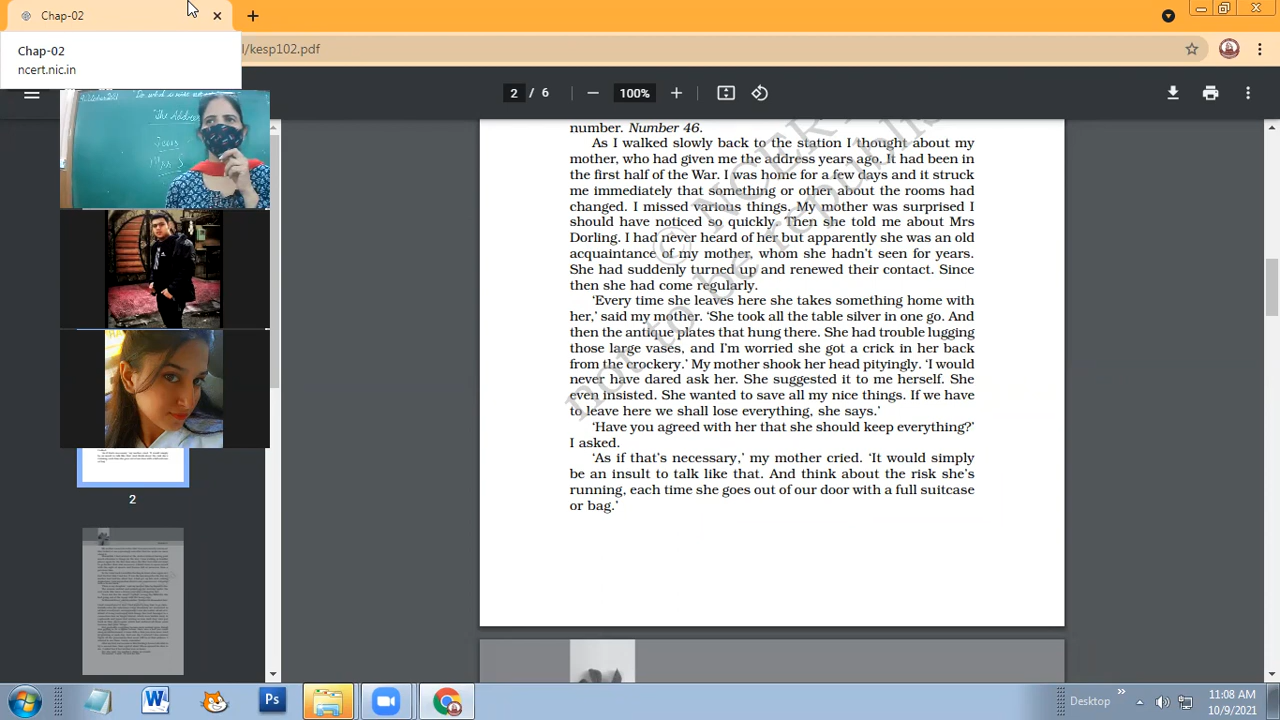 Chap-02
Chap-02
ncert.nic.in
/kesp102.pdf
2 / 6
100%
"The Address
number. Number 46.
As I walked slowly back to the station I thought about my
mother, who had given me the address years ago. It had been in
the first half of the War. I was home for a few days and it struck
me immediately that something or other about the rooms had
changed. I missed various things. My mother was surprised I
should have noticed so quickly. Then she told me about Mrs
Dorling. I had never heard of her but apparently she was an old
acquaintance of my mother, whom she hadn't seen for years.
She had suddenly turned up and renewed their contact. Since
then she had come regularly.
'Every time she leaves here she takes something home with
her,' said my mother. 'She took all the table silver in one go. And
then the antique plates that hung there. She had trouble lugging
those large vases, and I'm worried she got a crick in her back
from the crockery.' My mother shook her head pityingly. 'I would
never have dared ask her. She suggested it to me herself. She
even insisted. She wanted to save all my nice things. If we have
to leave here we shall lose everything, she says.'
'Have you agreed with her that she should keep everything?'
I asked.
'As if that's necessary,' my mother cried. 'It would simply
be an insult to talk like that. And think about the risk she's
running, each time she goes out of our door with a full suitcase
or bag.'
© NCER
not to be republi
2
Ps
Desktop
11:08 AM
10/9/2021